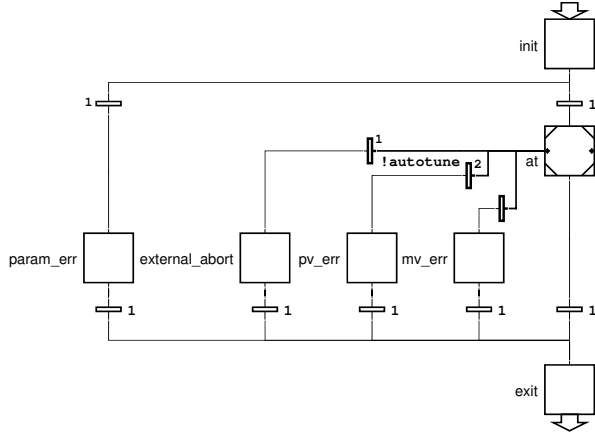 init
1
1
1
!autotune
2
at
param_err
external_abort
pv_err
mv_err
1
1
1
1
1
exit